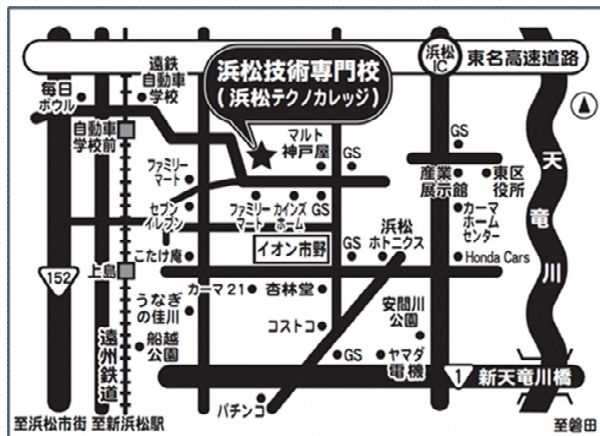 浜松
IC
東名高速道路
遠鉄
自動車
学校
浜松技術専門校
(浜松テクノカレッジ)
毎日
ボウル
自動車
学校前
マルト
神戸屋
GS
GS
産業
展示館
東区
役所
天竜川
ファミリー
マート
セブン
イレブン
ファミリー
マート
カインズ
ホーム
GS
カーマ
ホーム
センター
浜松
ホトニクス
イオン市野
GS
こたけ庵
Honda Cars
152
上島
カーマ21
杏林堂
うなぎ
の佳川
コストコ
安間川
公園
船越
公園
遠州鉄道
GS
ヤマダ
電機
1
新天竜川橋
パチンコ
至浜松市街
至新浜松駅
至磐田